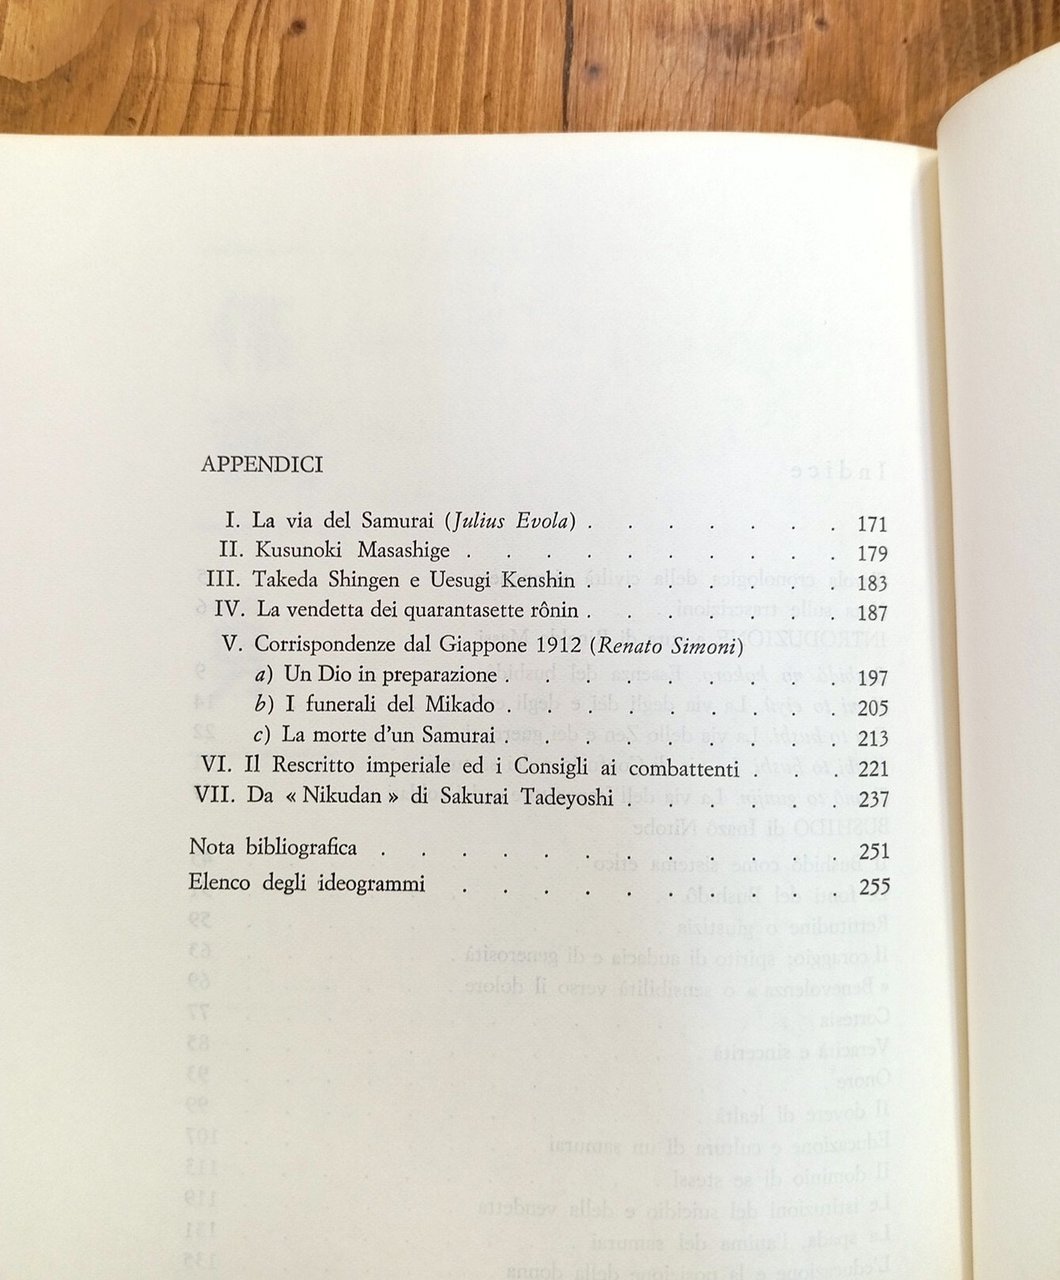 APPENDICI
I. La via del Samurai (Julius Evola) . . . . . . . 171
II. Kusunoki Masashige . . . . . . . . . . 179
III. Takeda Shingen e Uesugi Kenshin . . . . . . . 183
IV. La vendetta dei quarantasette rônin . . . . . . . 187
V. Corrispondenze dal Giappone 1912 (Renato Simoni)
a) Un Dio in preparazione . . . . . . . . . 197
b) I funerali del Mikado . . . . . . . . . 205
c) La morte d'un Samurai . . . . . . . . . 213
VI. Il Rescritto imperiale ed i Consigli ai combattenti . . . 221
VII. Da « Nikudan » di Sakurai Tadeyoshi . . . . . . 237
Nota bibliografica . . . . . . . . . . . . 251
Elenco degli ideogrammi . . . . . . . . . . 255